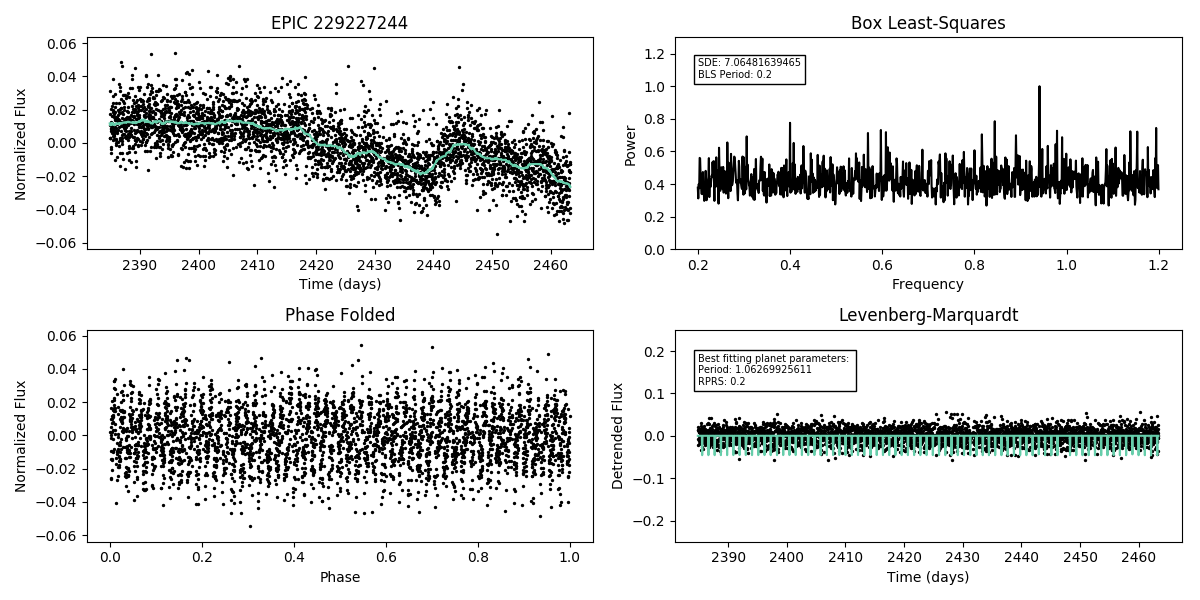 EPIC 229227244
0.06
0.04
0.02
0.00
−0.02
−0.04
−0.06
Normalized Flux
2390 2400 2410 2420 2430 2440 2450 2460
Time (days)
Box Least-Squares
SDE: 7.06481639465
BLS Period: 0.2
1.2
1.0
0.8
0.6
0.4
0.2
0.0
Power
0.2 0.4 0.6 0.8 1.0 1.2
Frequency
Phase Folded
0.06
0.04
0.02
0.00
−0.02
−0.04
−0.06
Normalized Flux
0.0 0.2 0.4 0.6 0.8 1.0
Phase
Levenberg-Marquardt
Best fitting planet parameters:
Period: 1.06269925611
RPRS: 0.2
0.2
0.1
0.0
−0.1
−0.2
Detrended Flux
2390 2400 2410 2420 2430 2440 2450 2460
Time (days)